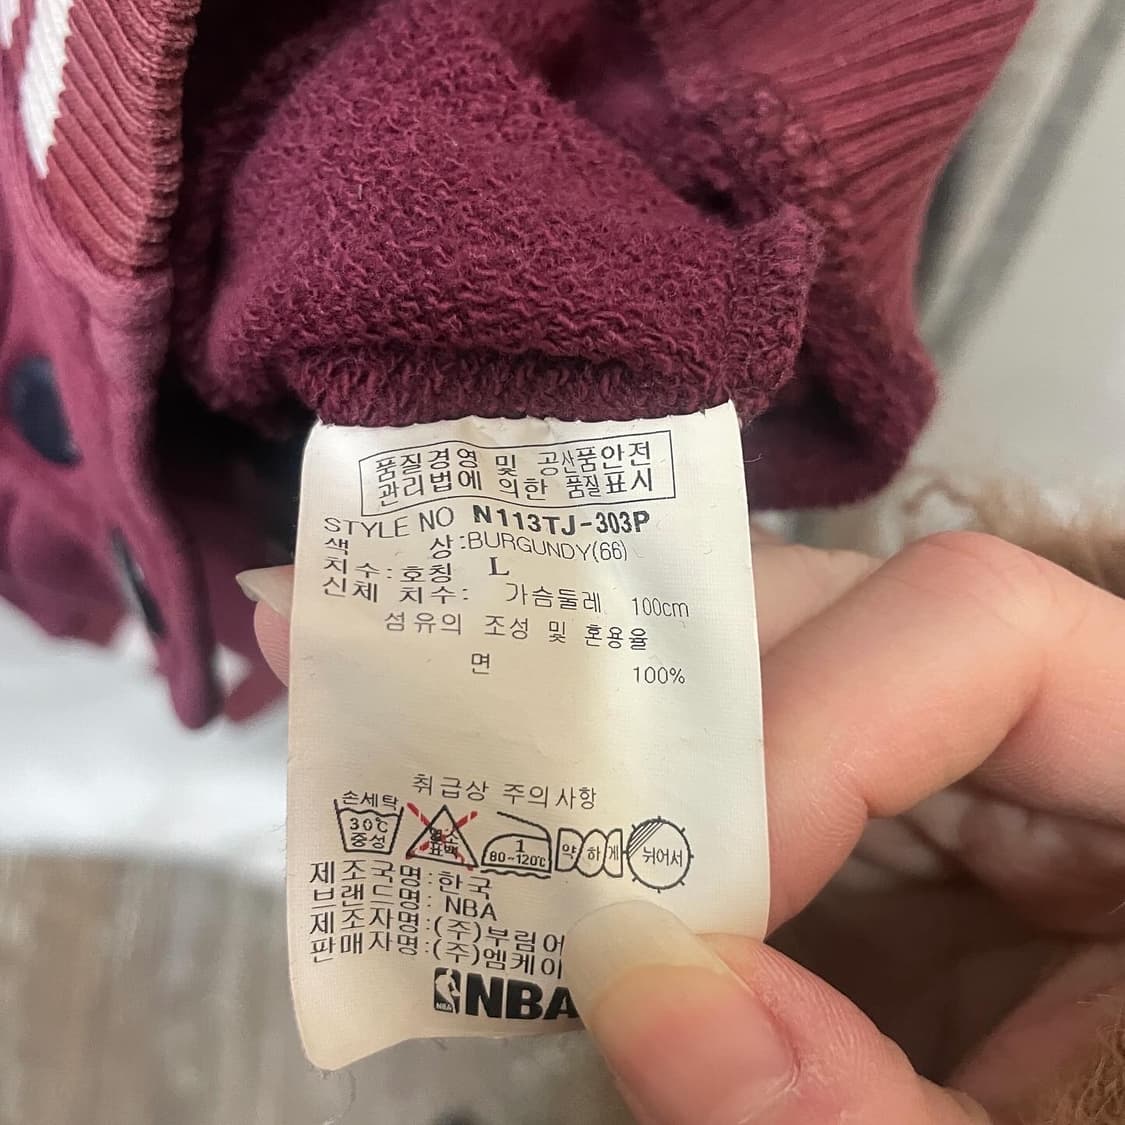 품질경영 및 공산품안전
관리법에 의한 품질표시
STYLE NO N113TJ-303P
색 상:BURGUNDY(66)
치수:호칭 L
신체 치수: 가슴둘레 100cm
섬유의 조성 및 혼용율
면 100%
취급상 주의사항
손세탁
30℃
중성
염소
표백
1
80~120℃
약하게
뉘어서
제조국명:한국
브랜드명:NBA
제조자명:(주)부림어
판매자명:(주)엠케이
NBA NBA